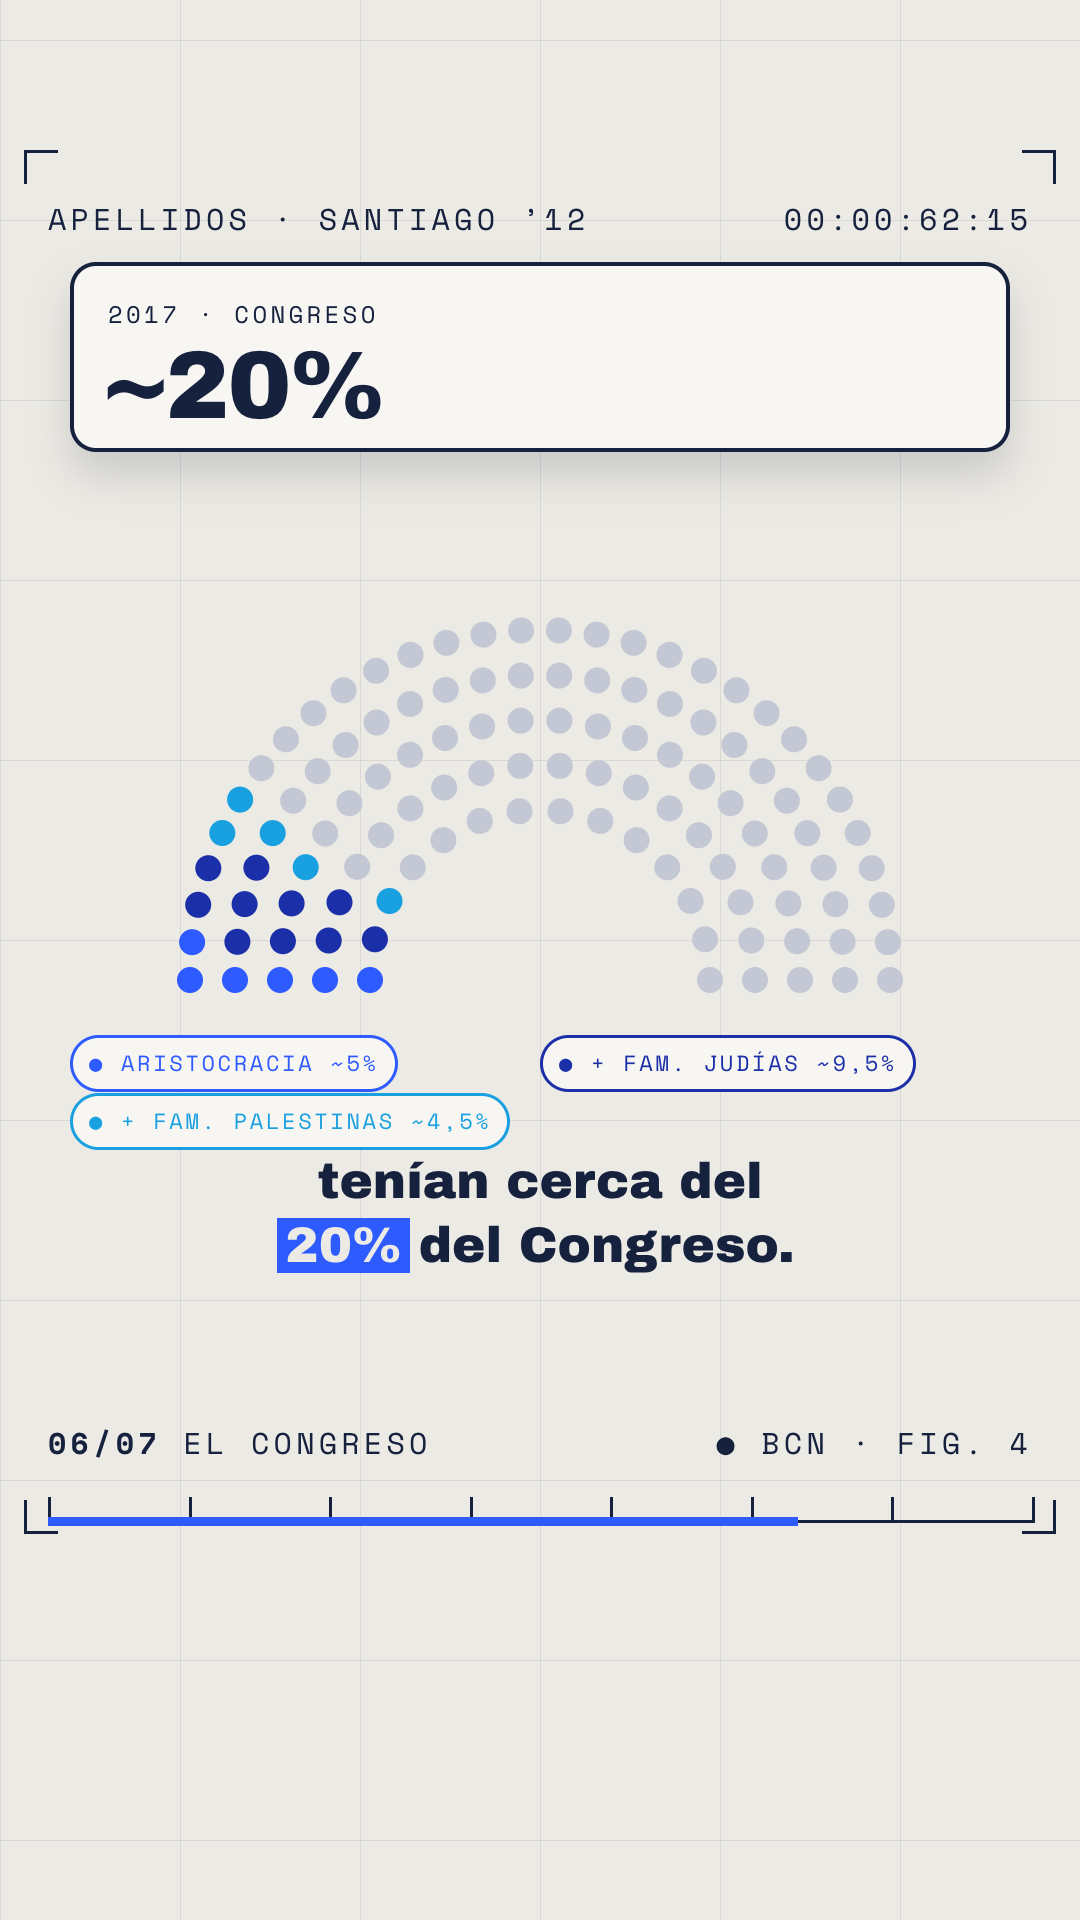 APELLIDOS · SANTIAGO ’12
00:00:62:15
2017 · CONGRESO
~20%
● ARISTOCRACIA ~5%
● + FAM. JUDÍAS ~9,5%
● + FAM. PALESTINAS ~4,5%
tenían cerca del
20% del Congreso.
06/07 EL CONGRESO
● BCN · FIG. 4